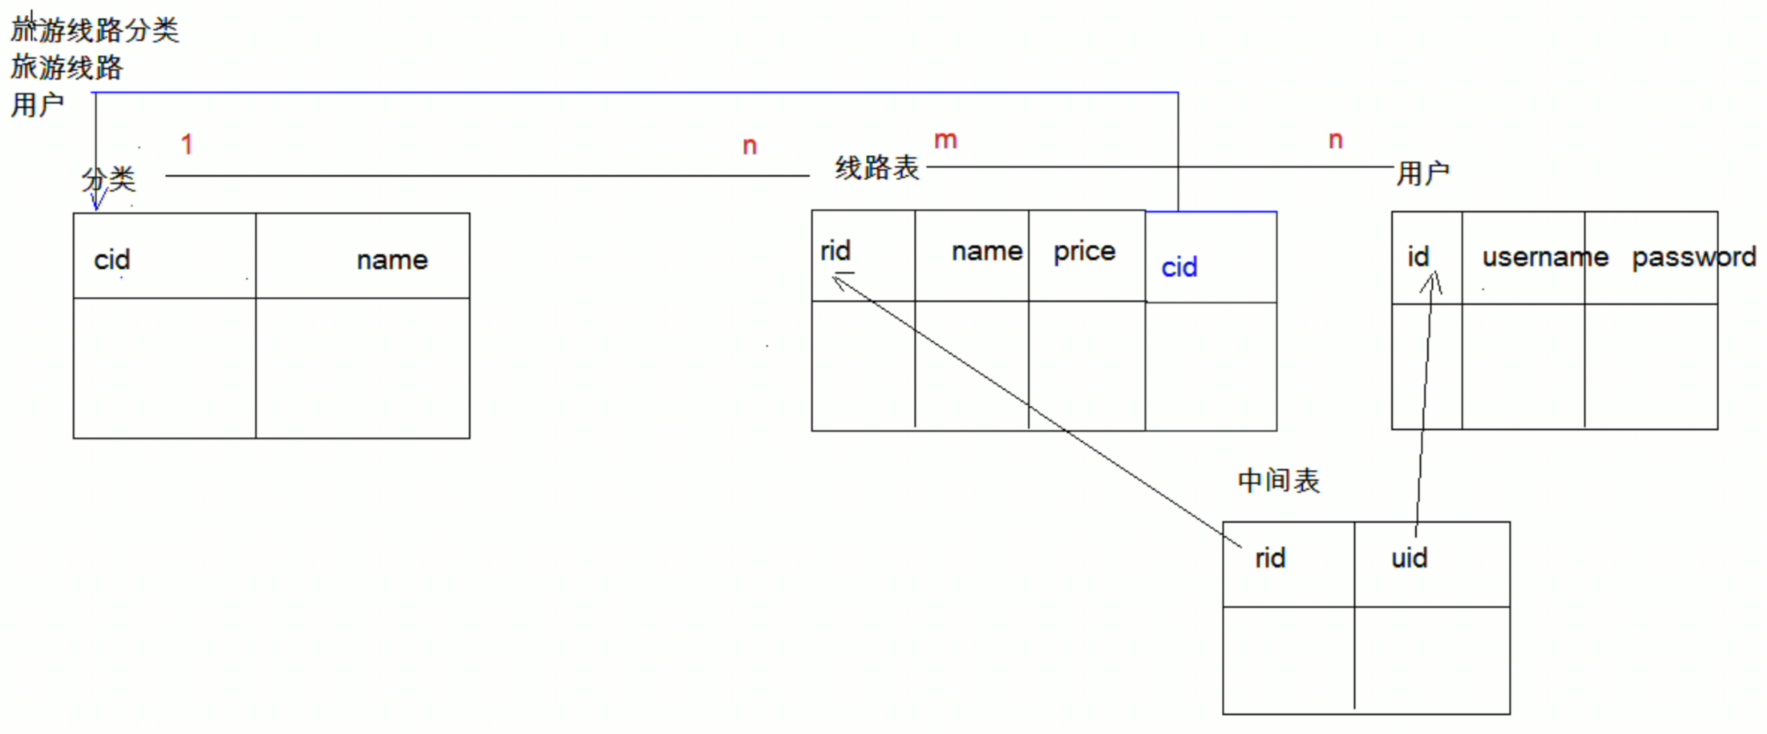 旅游线路分类
旅游线路
用户
1 n m n
分类 线路表 用户
cid name
rid name price cid
id username password
中间表
rid uid